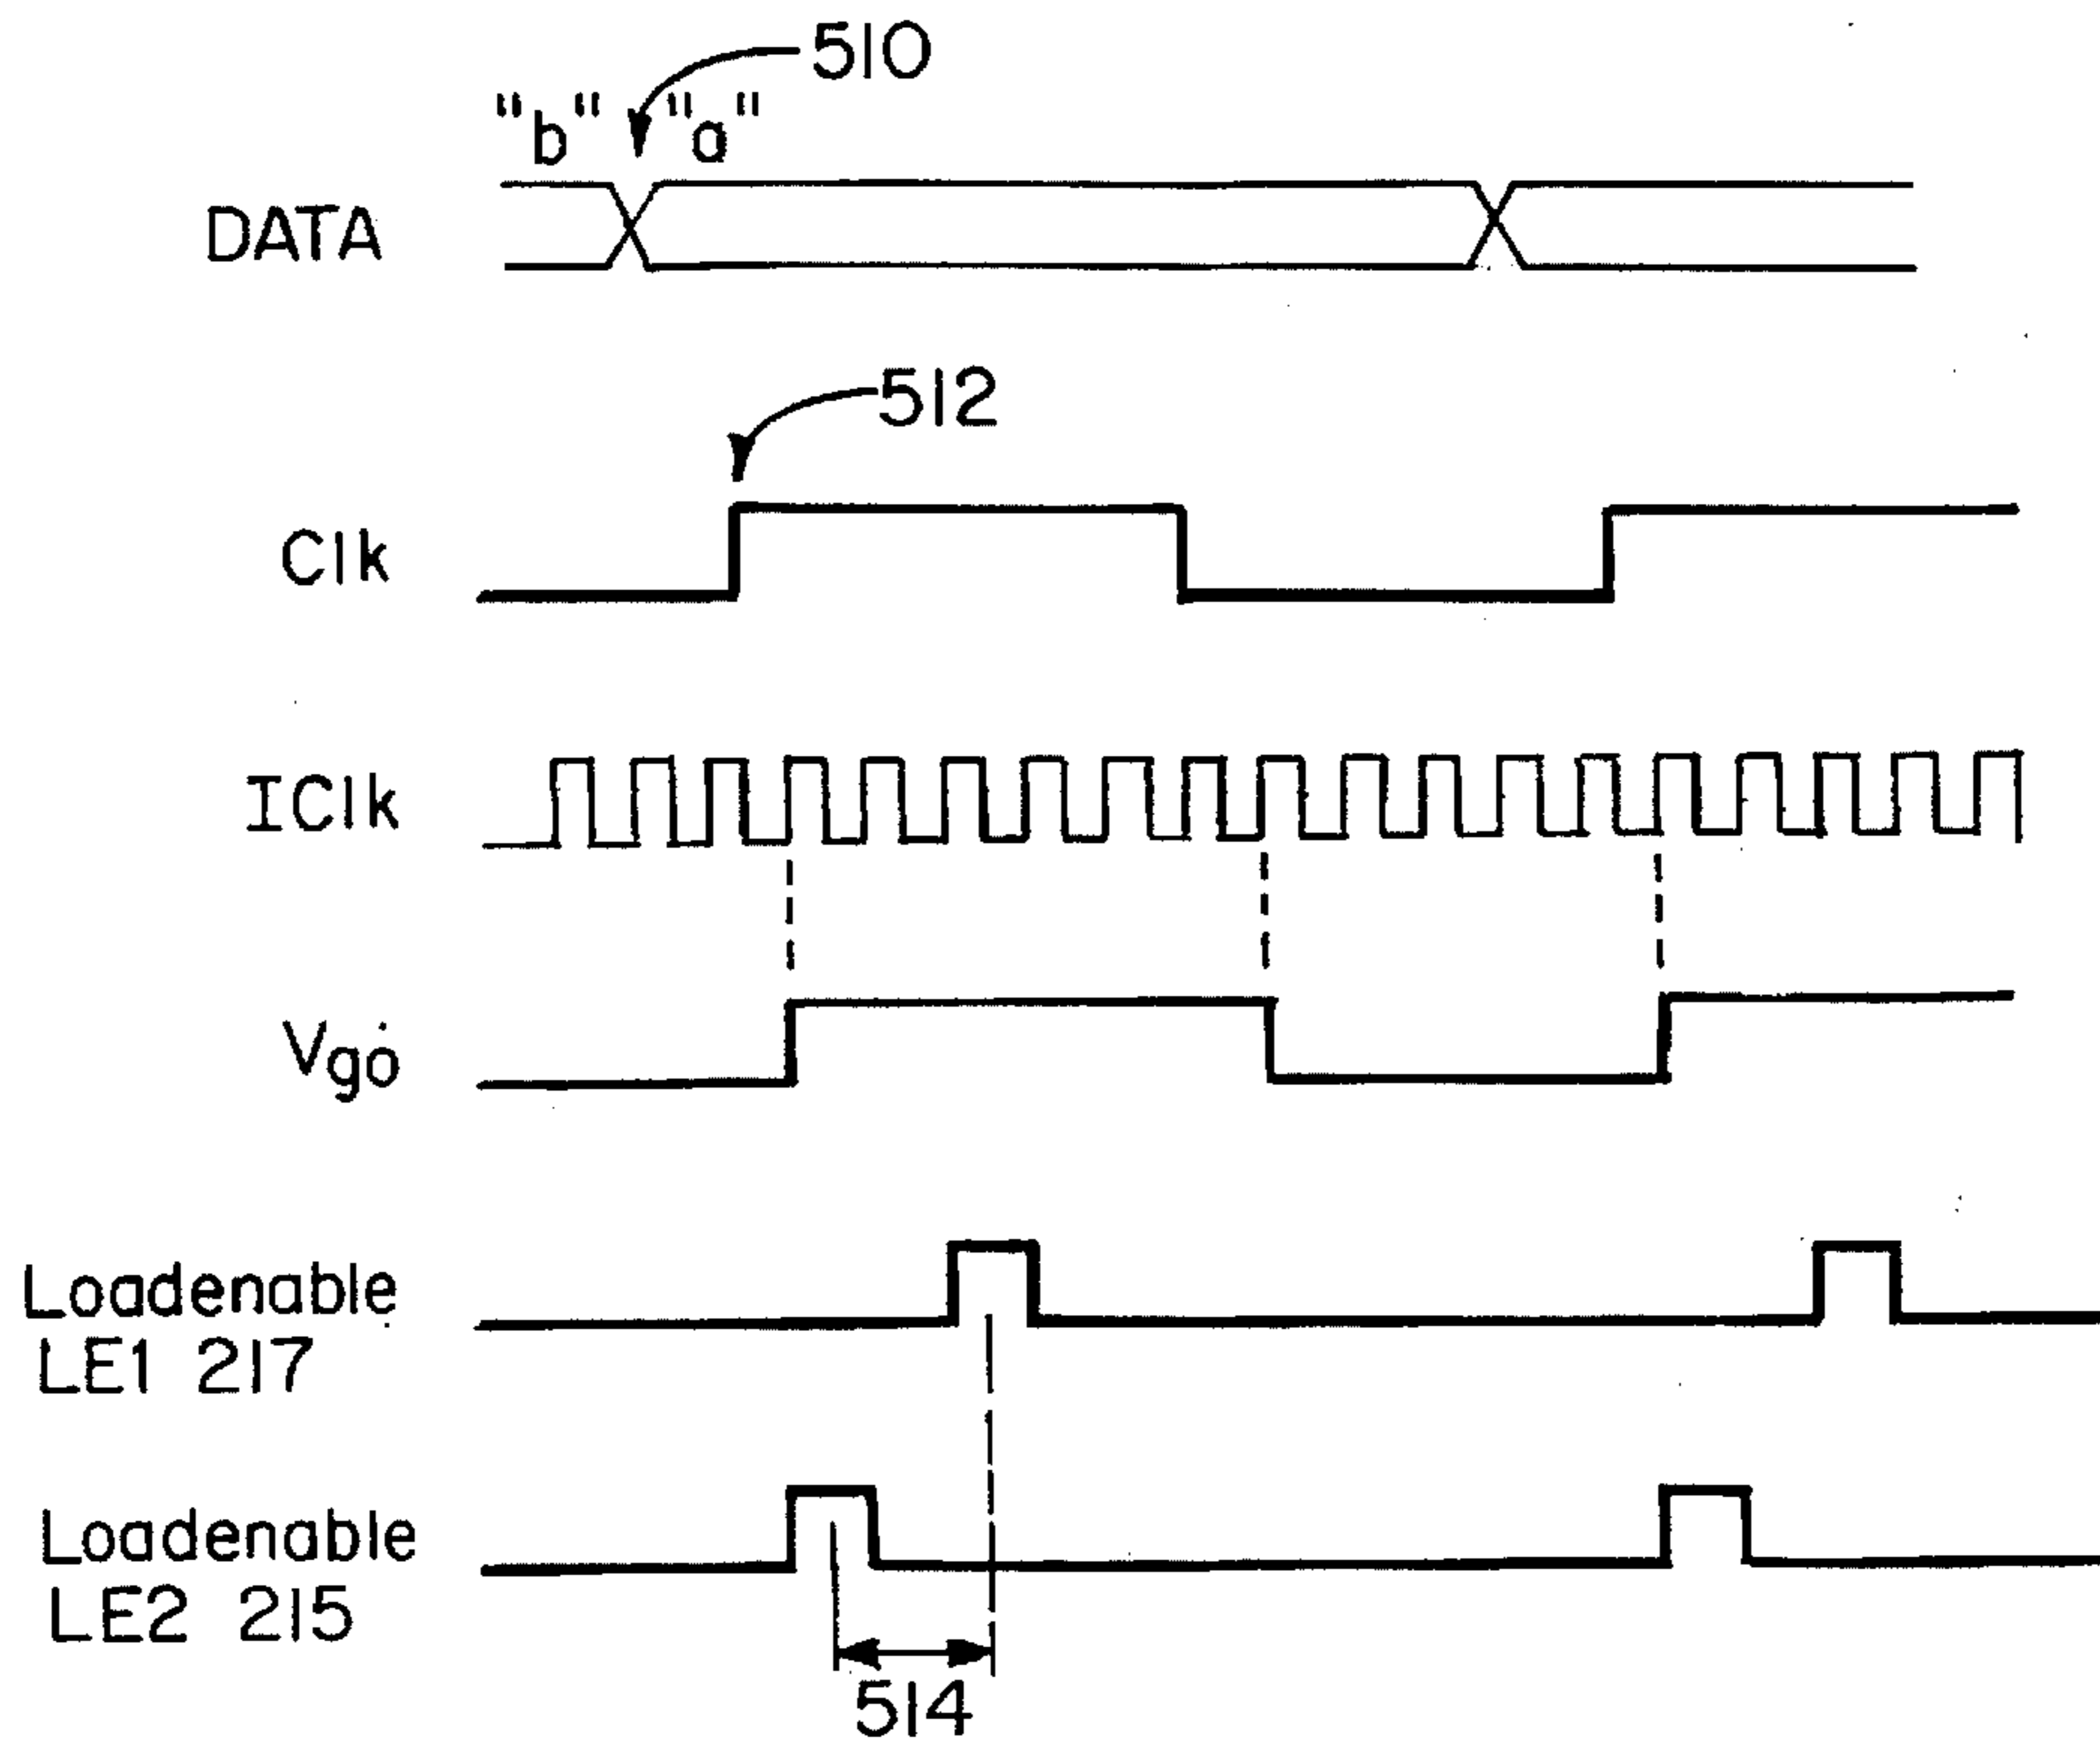 510
"b" "a"
DATA
512
Clk
IClk
Vgo
Loadenable
LE1 217
Loadenable
LE2 215
514